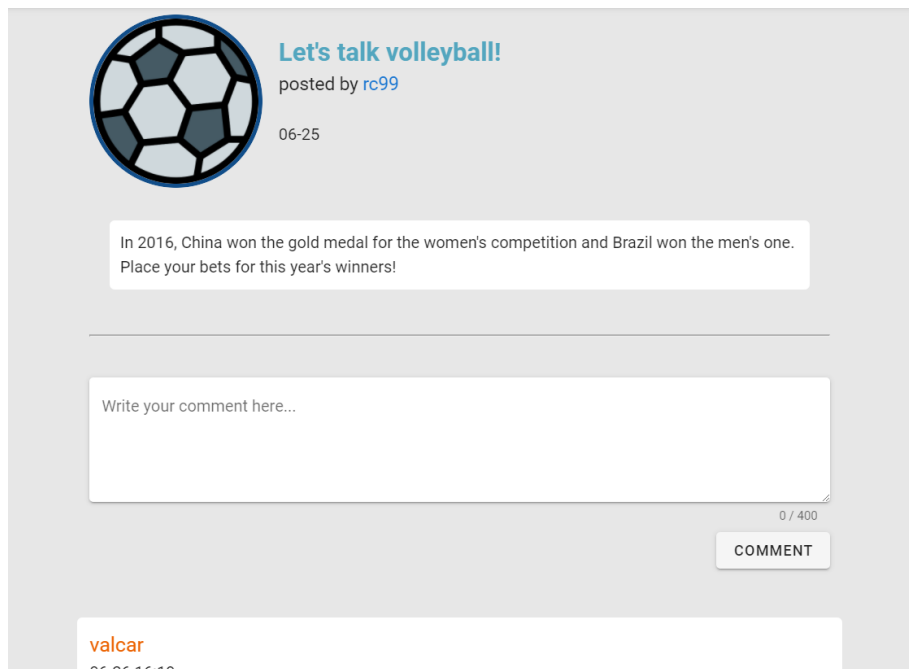 Let's talk volleyball!
posted by rc99
06-25
In 2016, China won the gold medal for the women's competition and Brazil won the men's one.
Place your bets for this year's winners!
Write your comment here...
0 / 400
COMMENT
valcar